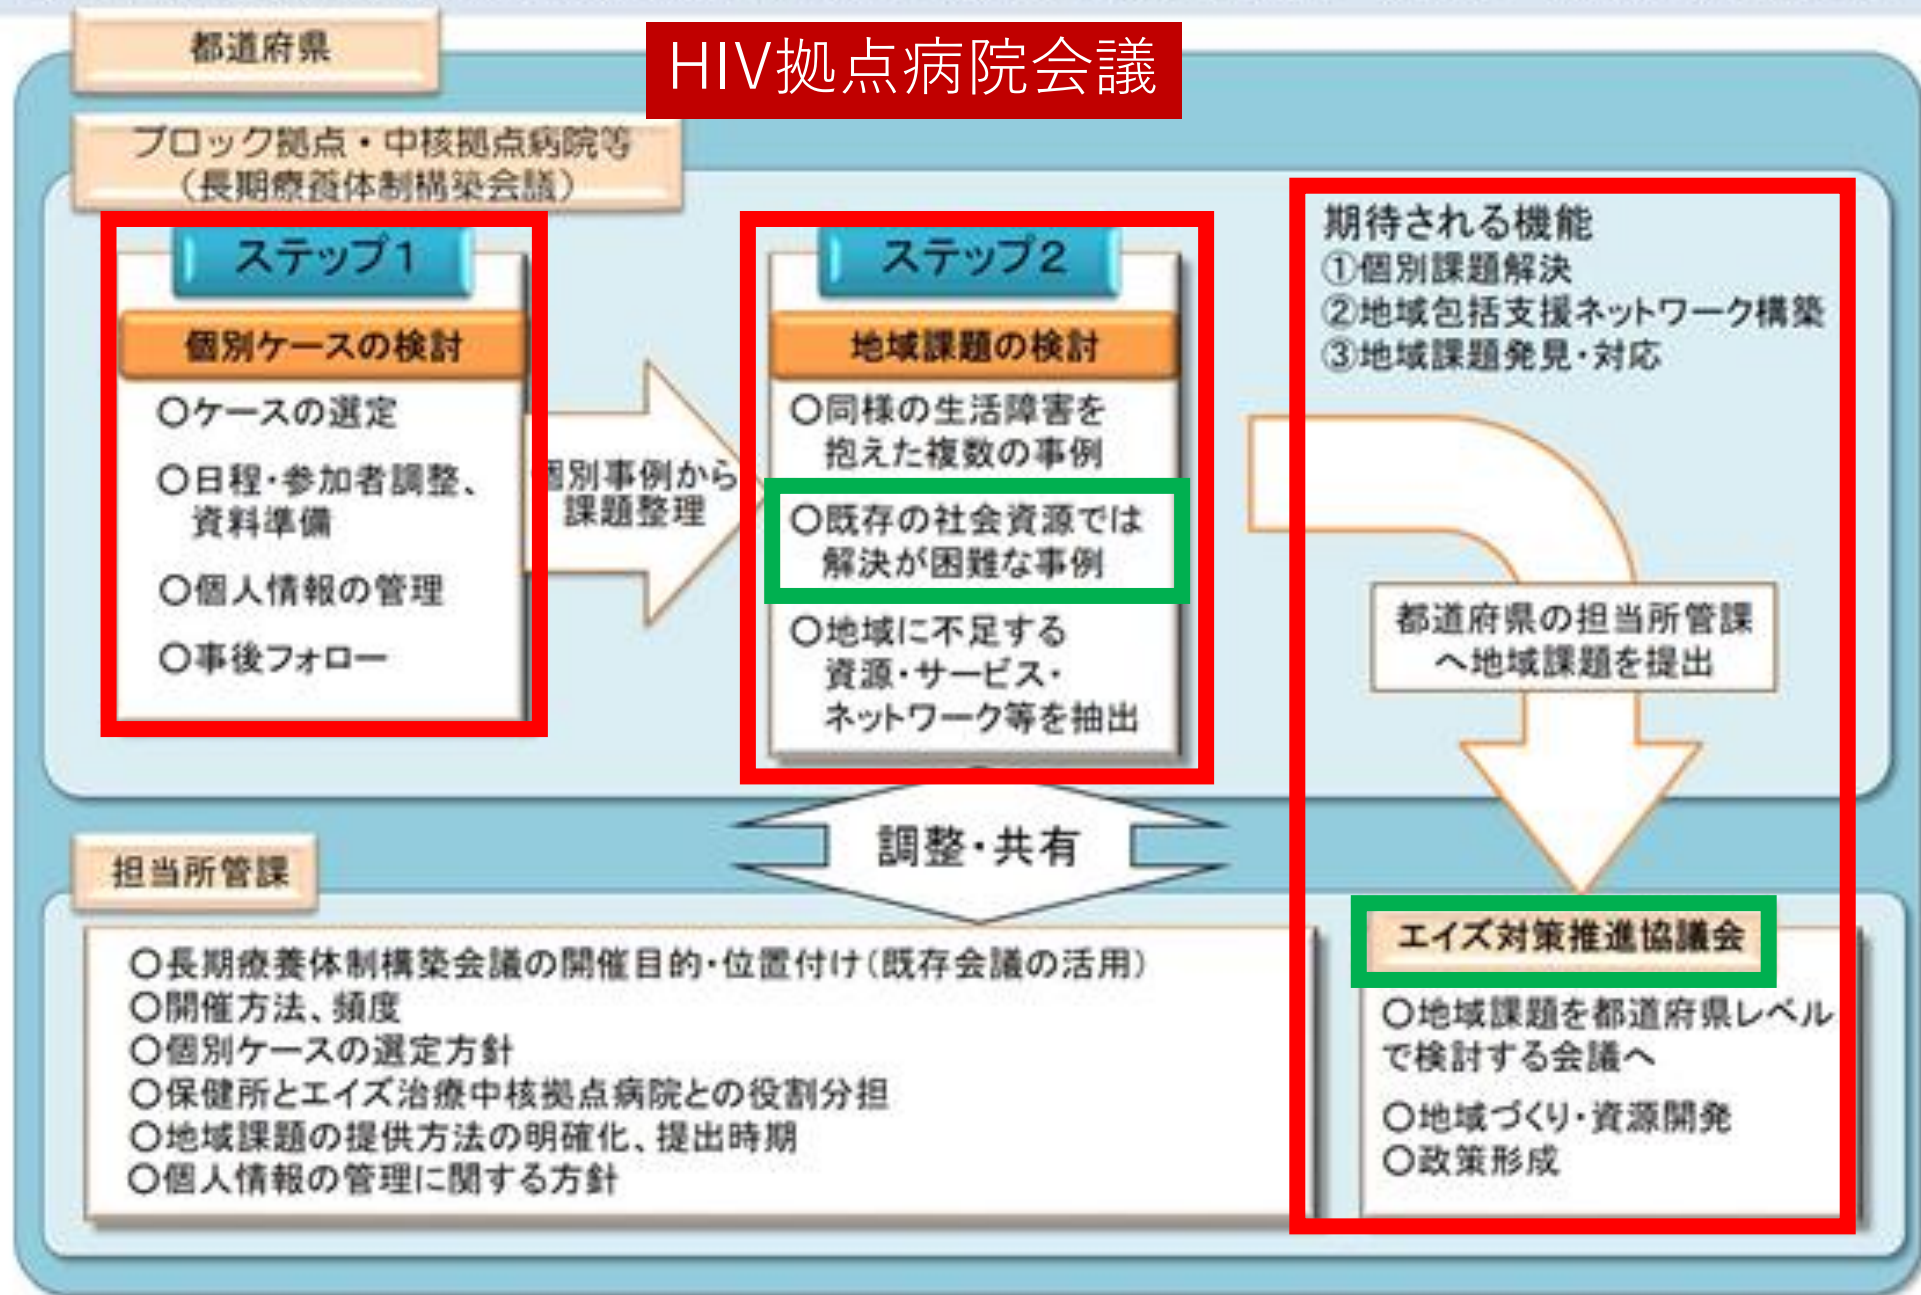 都道府県
HIV拠点病院会議
ブロック拠点・中核拠点病院等
（長期療養体制構築会議）
ステップ1
個別ケースの検討
〇ケースの選定
〇日程・参加者調整、
資料準備
〇個人情報の管理
〇事後フォロー
個別事例から
課題整理
ステップ2
地域課題の検討
〇同様の生活障害を
抱えた複数の事例
〇既存の社会資源では
解決が困難な事例
〇地域に不足する
資源・サービス・
ネットワーク等を抽出
期待される機能
①個別課題解決
②地域包括支援ネットワーク構築
③地域課題発見・対応
都道府県の担当所管課
へ地域課題を提出
調整・共有
担当所管課
〇長期療養体制構築会議の開催目的・位置付け（既存会議の活用）
〇開催方法、頻度
〇個別ケースの選定方針
〇保健所とエイズ治療中核拠点病院との役割分担
〇地域課題の提供方法の明確化、提出時期
〇個人情報の管理に関する方針
エイズ対策推進協議会
〇地域課題を都道府県レベル
で検討する会議へ
〇地域づくり・資源開発
〇政策形成